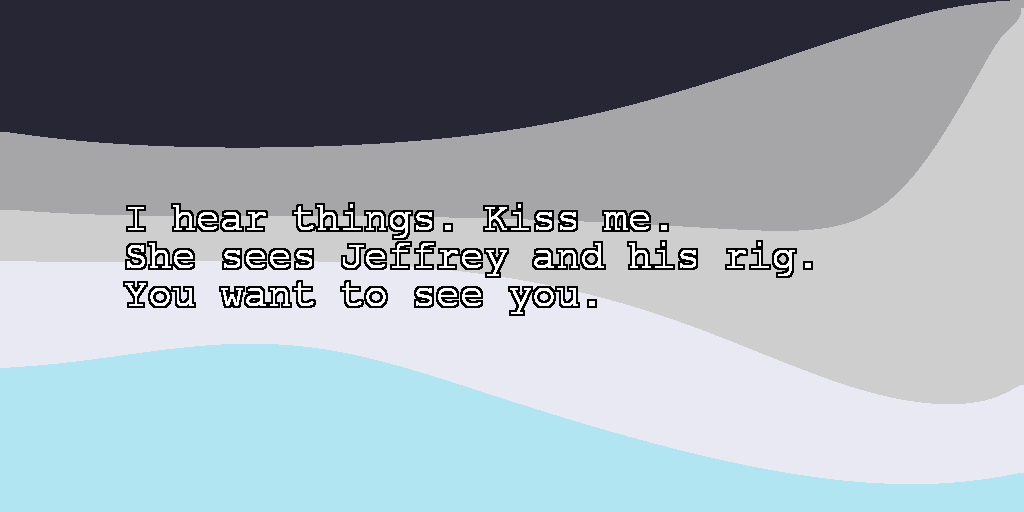 I hear things. Kiss me.
She sees Jeffrey and his rig.
You want to see you.